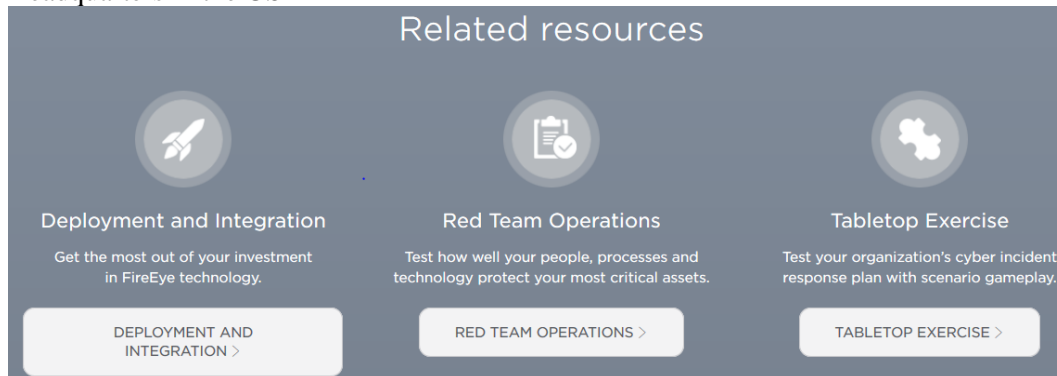 Related resources
Deployment and Integration
Get the most out of your investment
in FireEye technology.
DEPLOYMENT AND
INTEGRATION >
Red Team Operations
Test how well your people, processes and
technology protect your most critical assets.
RED TEAM OPERATIONS >
Tabletop Exercise
Test your organization's cyber incident
response plan with scenario gameplay.
TABLETOP EXERCISE >